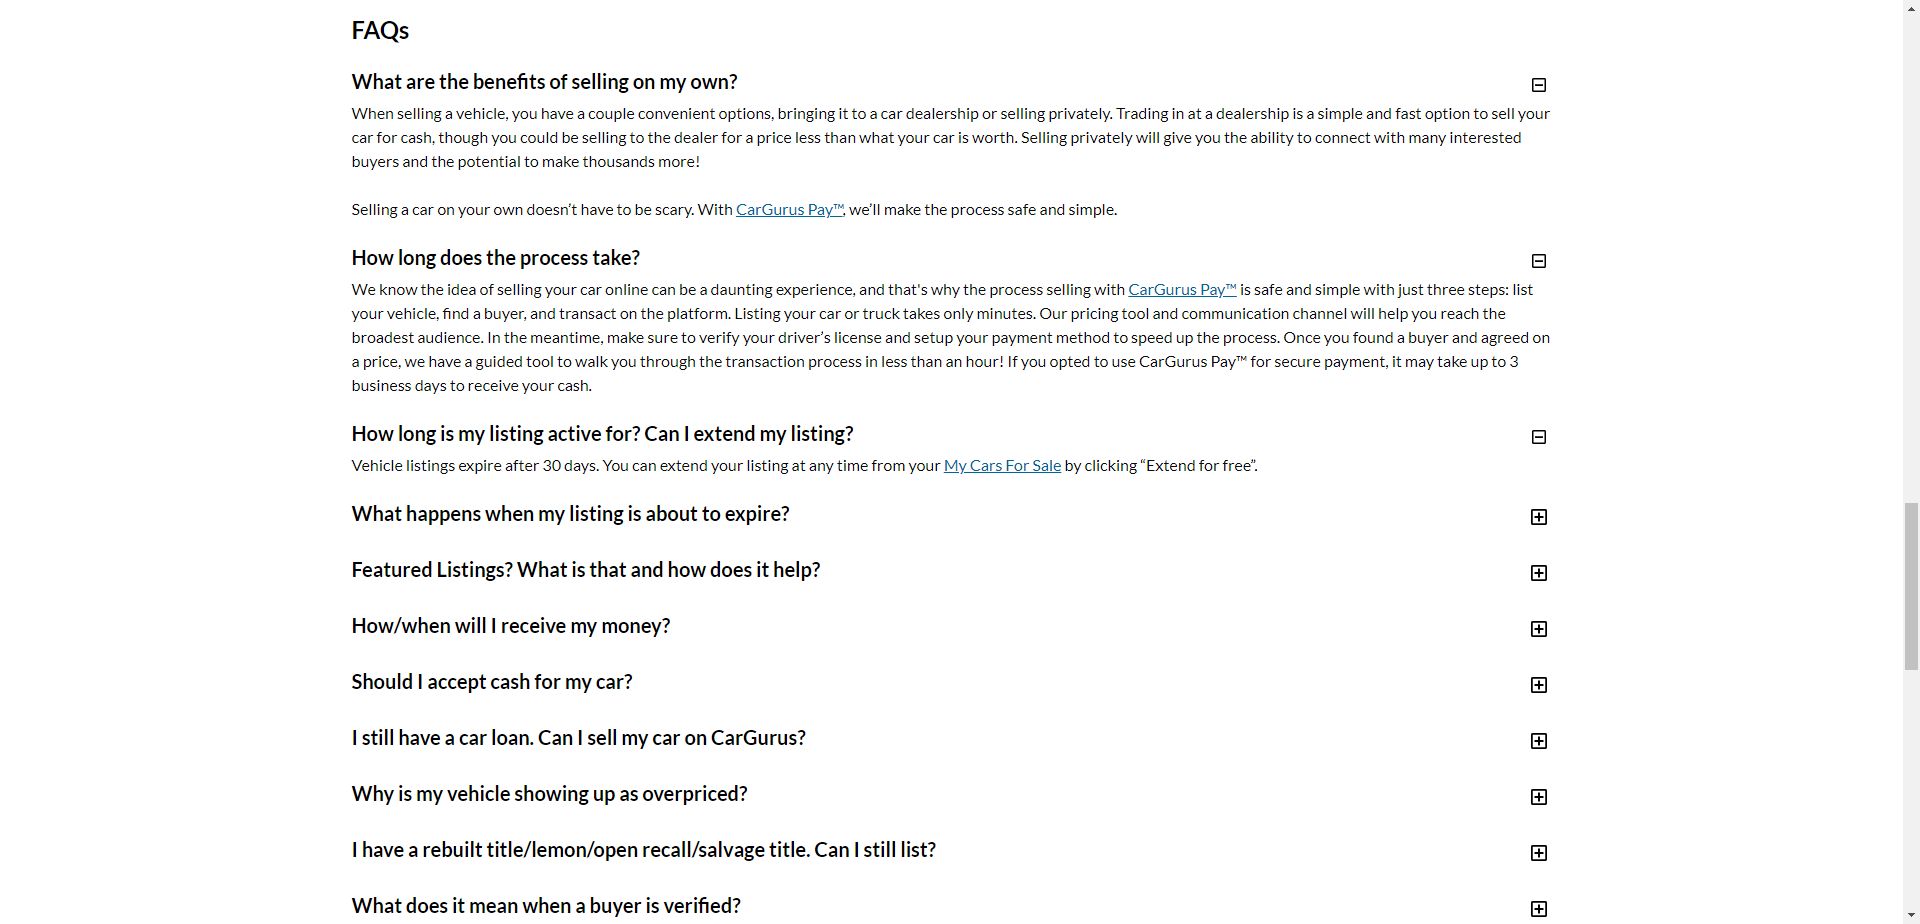 FAQs
What are the benefits of selling on my own?
When selling a vehicle, you have a couple convenient options, bringing it to a car dealership or selling privately. Trading in at a dealership is a simple and fast option to sell your
car for cash, though you could be selling to the dealer for a price less than what your car is worth. Selling privately will give you the ability to connect with many interested
buyers and the potential to make thousands more!
Selling a car on your own doesn’t have to be scary. With CarGurus Pay™, we’ll make the process safe and simple.
How long does the process take?
We know the idea of selling your car online can be a daunting experience, and that's why the process selling with CarGurus Pay™ is safe and simple with just three steps: list
your vehicle, find a buyer, and transact on the platform. Listing your car or truck takes only minutes. Our pricing tool and communication channel will help you reach the
broadest audience. In the meantime, make sure to verify your driver’s license and setup your payment method to speed up the process. Once you found a buyer and agreed on
a price, we have a guided tool to walk you through the transaction process in less than an hour! If you opted to use CarGurus Pay™ for secure payment, it may take up to 3
business days to receive your cash.
How long is my listing active for? Can I extend my listing?
Vehicle listings expire after 30 days. You can extend your listing at any time from your My Cars For Sale by clicking “Extend for free”.
What happens when my listing is about to expire?
Featured Listings? What is that and how does it help?
How/when will I receive my money?
Should I accept cash for my car?
I still have a car loan. Can I sell my car on CarGurus?
Why is my vehicle showing up as overpriced?
I have a rebuilt title/lemon/open recall/salvage title. Can I still list?
What does it mean when a buyer is verified?